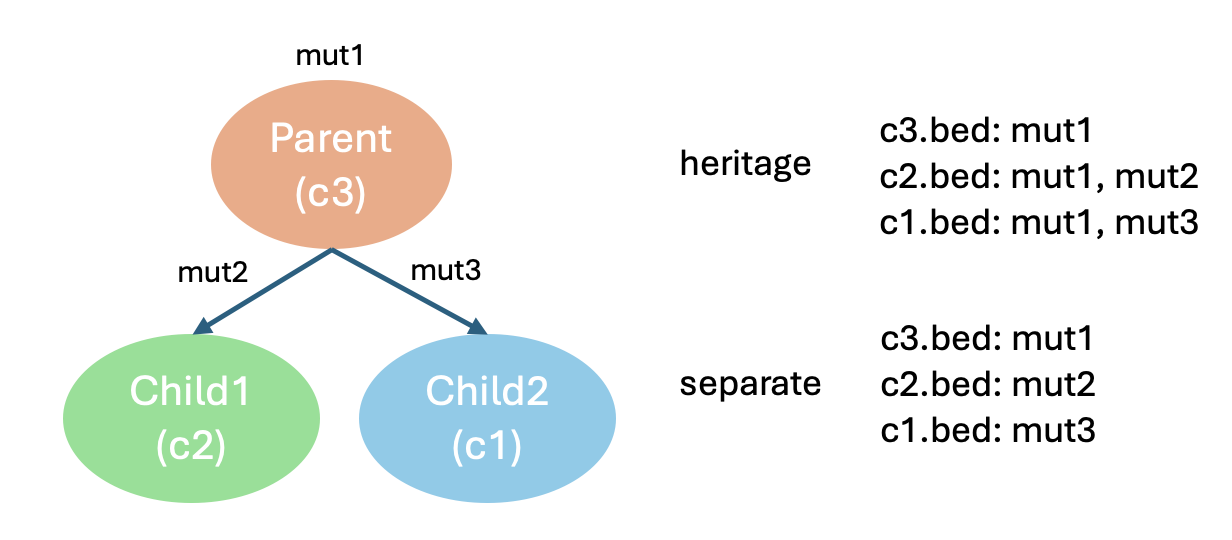 mut1
Parent
(c3)
mut2
mut3
Child1
(c2)
Child2
(c1)
heritage
c3.bed: mut1
c2.bed: mut1, mut2
c1.bed: mut1, mut3
separate
c3.bed: mut1
c2.bed: mut2
c1.bed: mut3